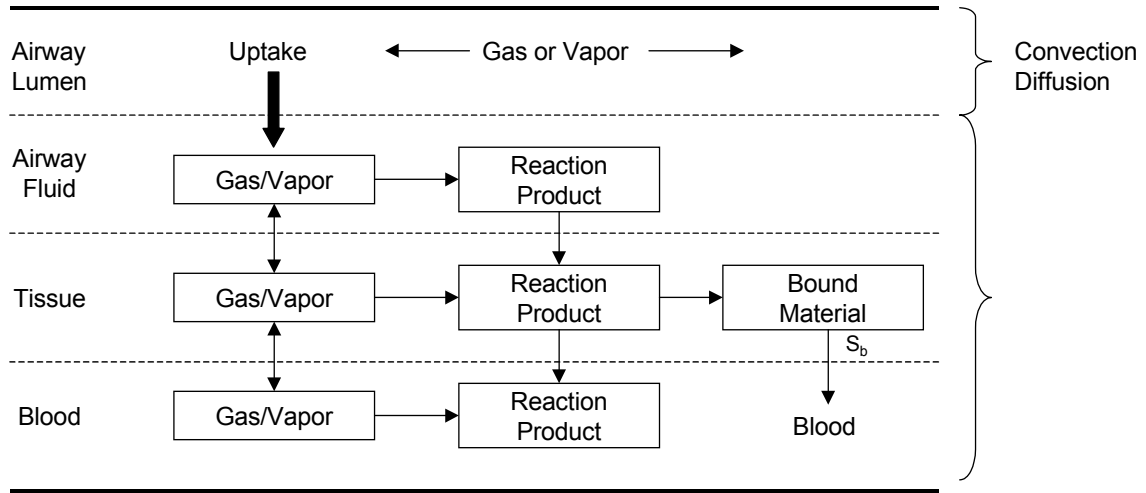 Airway
Lumen
Uptake
Gas or Vapor
Convection
Diffusion
Airway
Fluid
Gas/Vapor
Reaction
Product
Tissue
Gas/Vapor
Reaction
Product
Bound
Material
S_b
Blood
Gas/Vapor
Reaction
Product
Blood